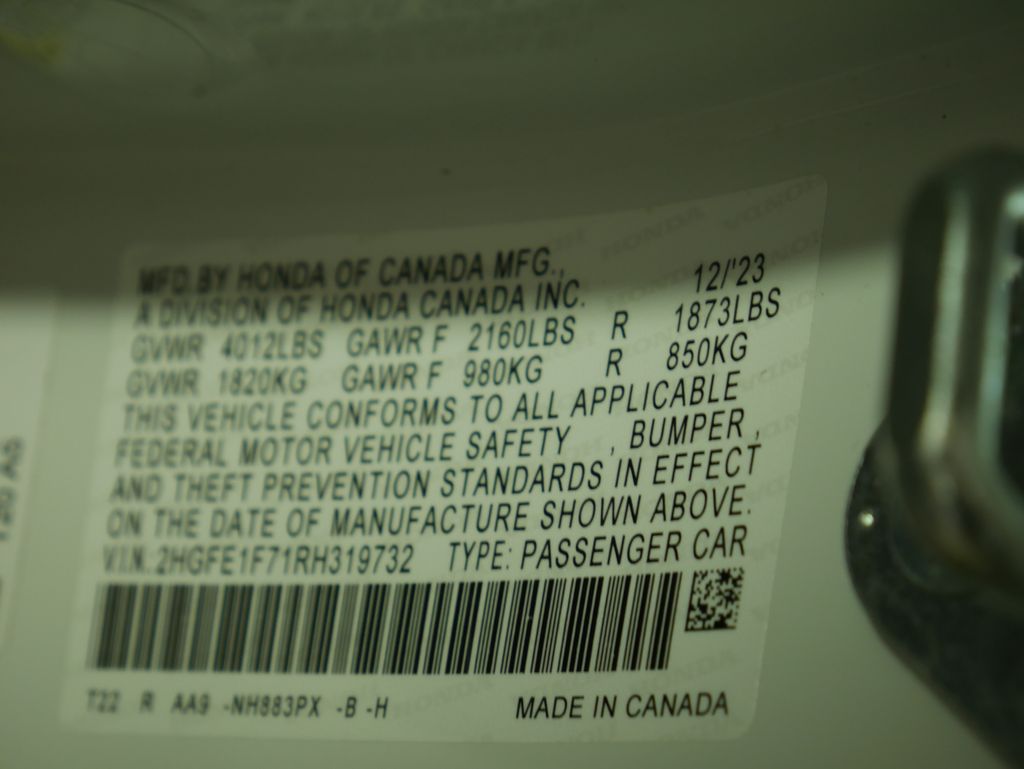 MFD.BY HONDA OF CANADA MFG.,
A DIVISION OF HONDA CANADA INC. 12/'23
GVWR 4012LBS GAWR F 2160LBS R 1873LBS
GVWR 1820KG GAWR F 980KG R 850KG
THIS VEHICLE CONFORMS TO ALL APPLICABLE
FEDERAL MOTOR VEHICLE SAFETY , BUMPER ,
AND THEFT PREVENTION STANDARDS IN EFFECT
ON THE DATE OF MANUFACTURE SHOWN ABOVE.
V.I.N.:2HGFE1F71RH319732 TYPE: PASSENGER CAR
T22 R AA9 -NH883PX -B -H MADE IN CANADA